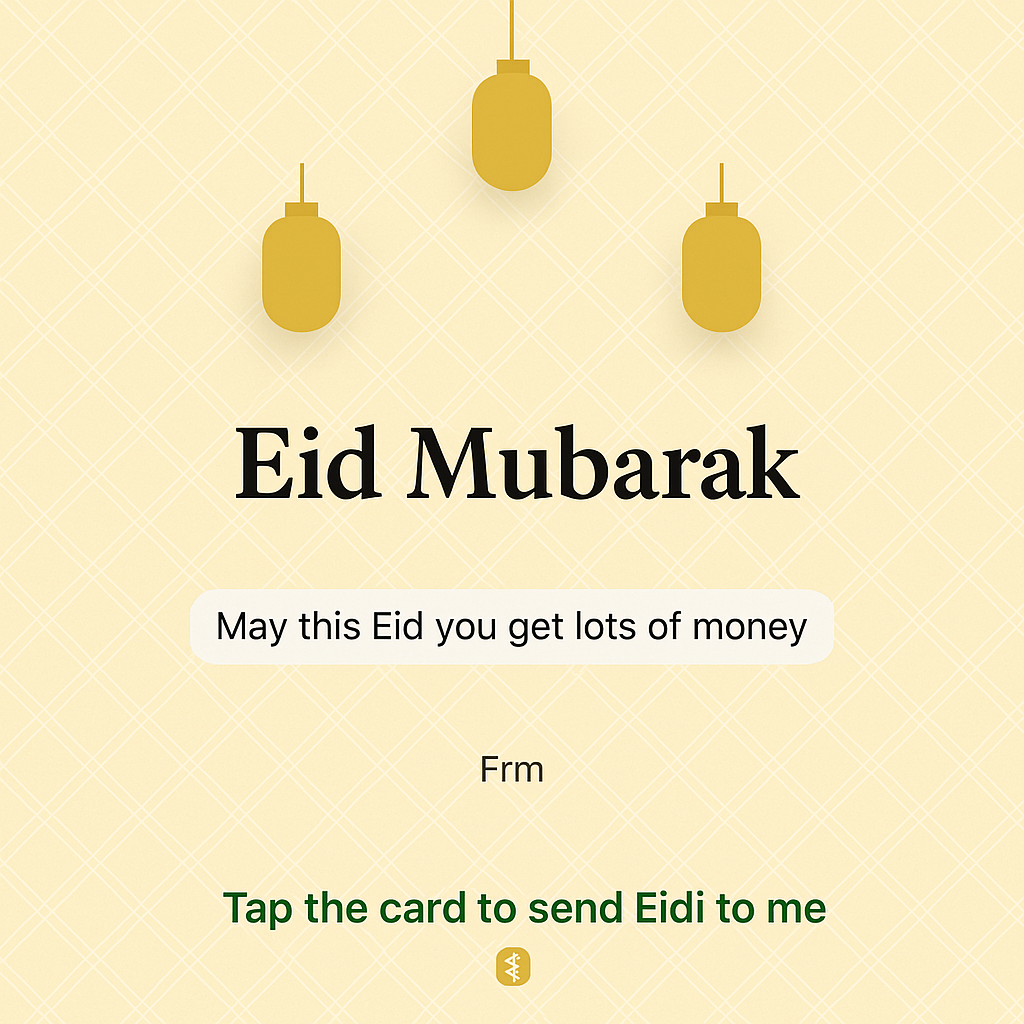 Eid Mubarak
May this Eid you get lots of money
Frm
Tap the card to send Eidi to me